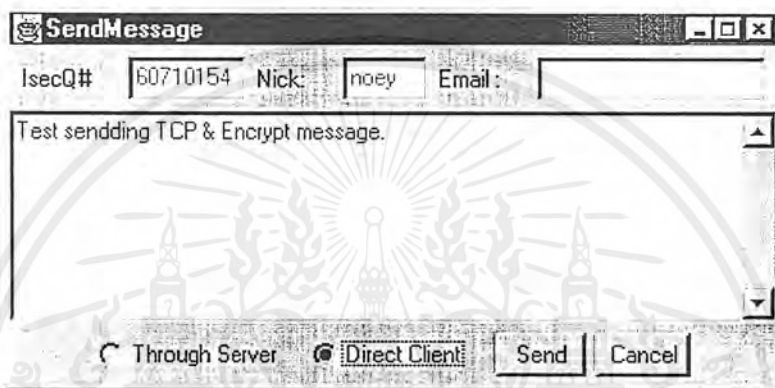 SendMessage
IsecQ# 60710154 Nick: noey Email :
Test sendding TCP & Encrypt message.
Through Server Direct Client Send Cancel